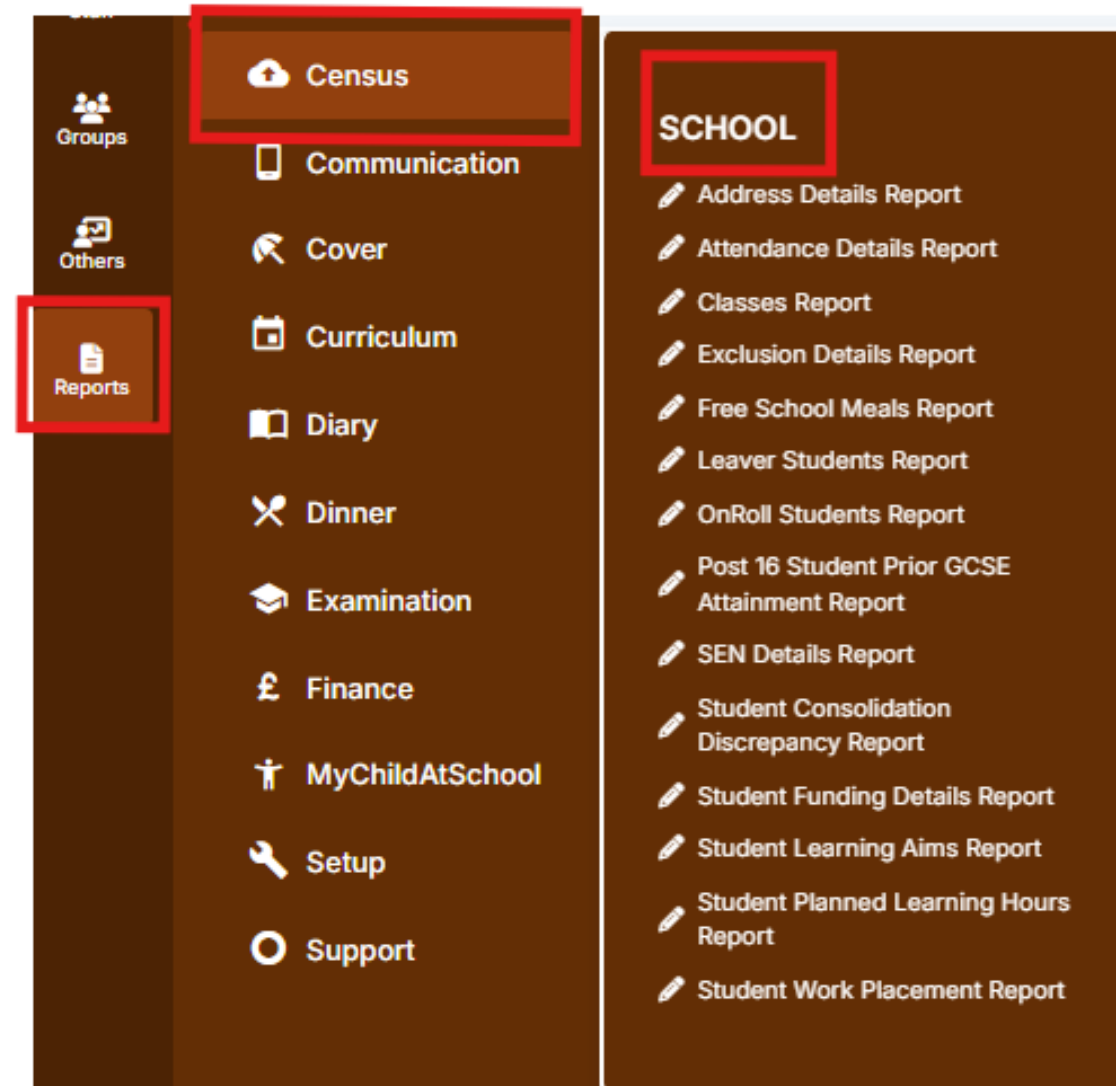 Groups
Others
Reports
Census
Communication
Cover
Curriculum
Diary
Dinner
Examination
£ Finance
MyChildAtSchool
Setup
Support
SCHOOL
Address Details Report
Attendance Details Report
Classes Report
Exclusion Details Report
Free School Meals Report
Leaver Students Report
OnRoll Students Report
Post 16 Student Prior GCSE
Attainment Report
SEN Details Report
Student Consolidation
Discrepancy Report
Student Funding Details Report
Student Learning Aims Report
Student Planned Learning Hours
Report
Student Work Placement Report